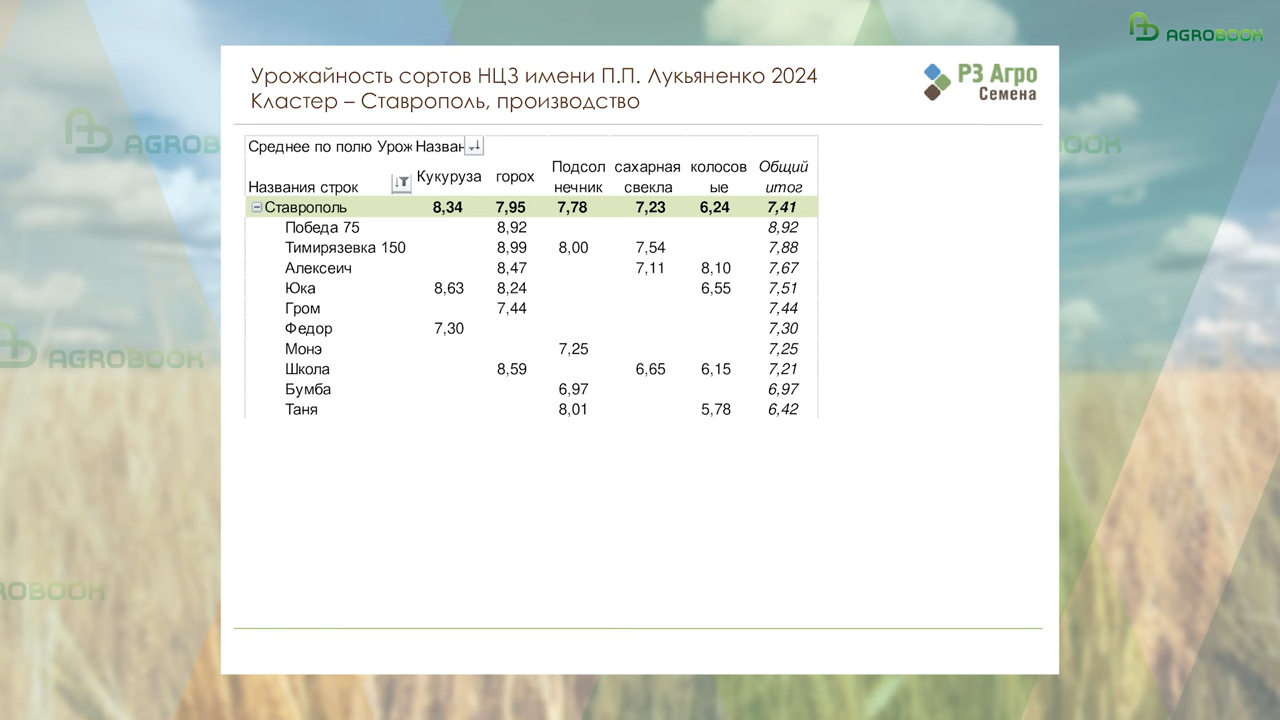 AGROBOOK
Урожайность сортов НЦЗ имени П.П. Лукьяненко 2024
Кластер – Ставрополь, производство
РЗ Агро
Семена
AGROB
OOK
Среднее по полю Урож Назван
Названия строк Кукуруза горох Подсол нечник сахарная свекла колосов ые Общий итог
Ставрополь 8,34 7,95 7,78 7,23 6,24 7,41
Победа 75 8,92 8,92
Тимирязевка 150 8,99 8,00 7,54 7,88
Алексеич 8,47 7,11 8,10 7,67
Юка 8,63 8,24 6,55 7,51
Гром 7,44 7,44
Федор 7,30 7,30
Монэ 7,25 7,25
Школа 8,59 6,65 6,15 7,21
Бумба 6,97 6,97
Таня 8,01 5,78 6,42
AGROBOOK
ROBOOK